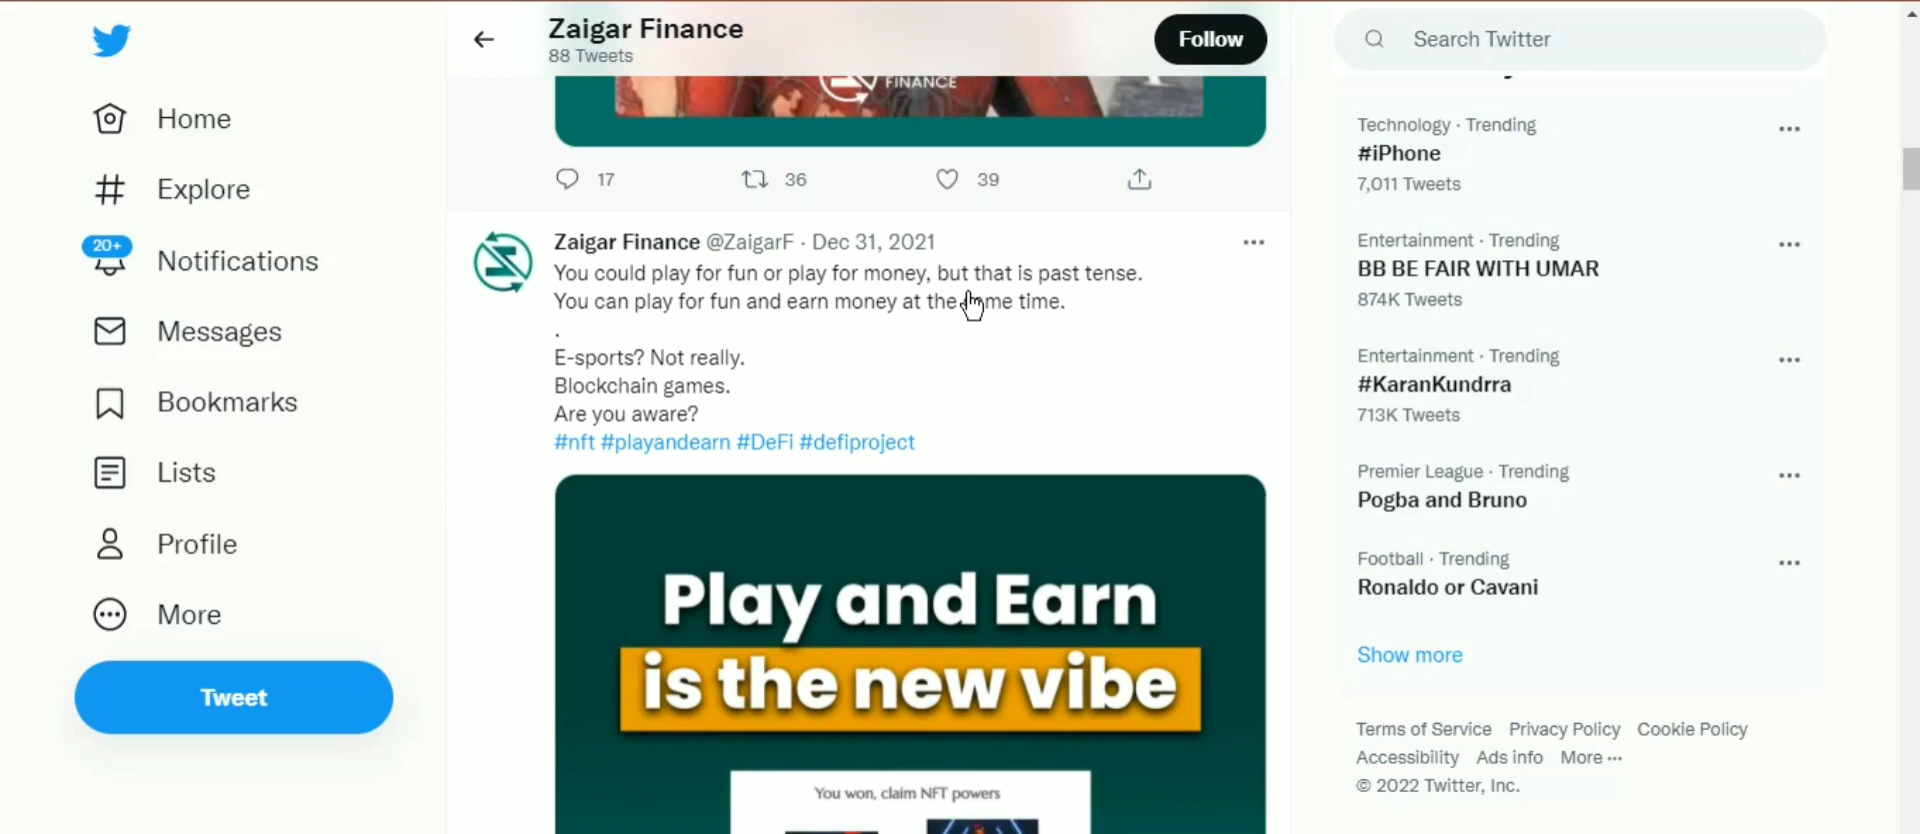 Zaigar Finance
88 Tweets
Follow
Search Twitter
Home
Explore
20+
Notifications
Messages
Bookmarks
Lists
Profile
More
Tweet
FINANCE
17
36
39
Zaigar Finance @ZaigarF · Dec 31, 2021
You could play for fun or play for money, but that is past tense.
You can play for fun and earn money at the time.
.
E-sports? Not really.
Blockchain games.
Are you aware?
#nft #playandearn #DeFi #defiproject
Play and Earn
is the new vibe
You won, claim NFT powers
Technology · Trending
#iPhone
7,011 Tweets
Entertainment · Trending
BB BE FAIR WITH UMAR
874K Tweets
Entertainment · Trending
#KaranKundrra
713K Tweets
Premier League · Trending
Pogba and Bruno
Football · Trending
Ronaldo or Cavani
Show more
Terms of Service Privacy Policy Cookie Policy
Accessibility Ads info More ···
© 2022 Twitter, Inc.